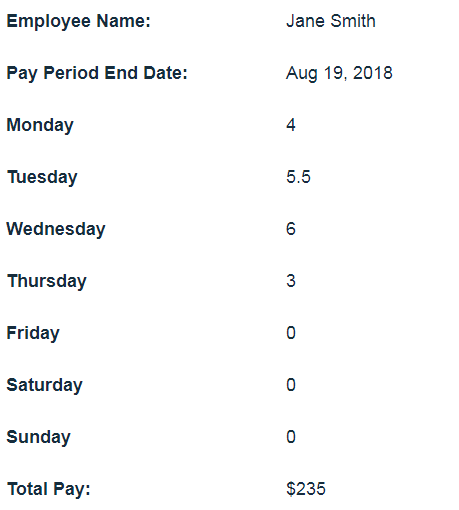 Employee Name: Jane Smith
Pay Period End Date: Aug 19, 2018
Monday 4
Tuesday 5.5
Wednesday 6
Thursday 3
Friday 0
Saturday 0
Sunday 0
Total Pay: $235